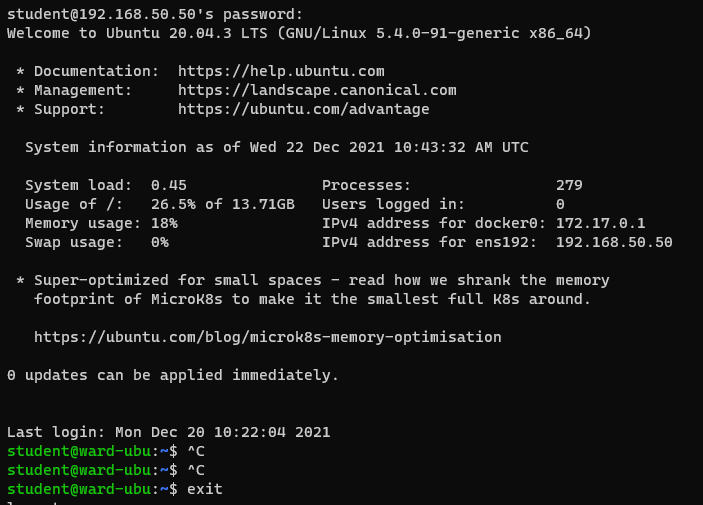 student@192.168.50.50's password:
Welcome to Ubuntu 20.04.3 LTS (GNU/Linux 5.4.0-91-generic x86_64)
* Documentation:  https://help.ubuntu.com
* Management:     https://landscape.canonical.com
* Support:        https://ubuntu.com/advantage
System information as of Wed 22 Dec 2021 10:43:32 AM UTC
System load:  0.45               Processes:                279
Usage of /:   26.5% of 13.71GB   Users logged in:          0
Memory usage: 18%                IPv4 address for docker0: 172.17.0.1
Swap usage:   0%                 IPv4 address for ens192:  192.168.50.50
* Super-optimized for small spaces - read how we shrank the memory
footprint of MicroK8s to make it the smallest full K8s around.
https://ubuntu.com/blog/microk8s-memory-optimisation
0 updates can be applied immediately.
Last login: Mon Dec 20 10:22:04 2021
student@ward-ubu:~$ ^C
student@ward-ubu:~$ ^C
student@ward-ubu:~$ exit